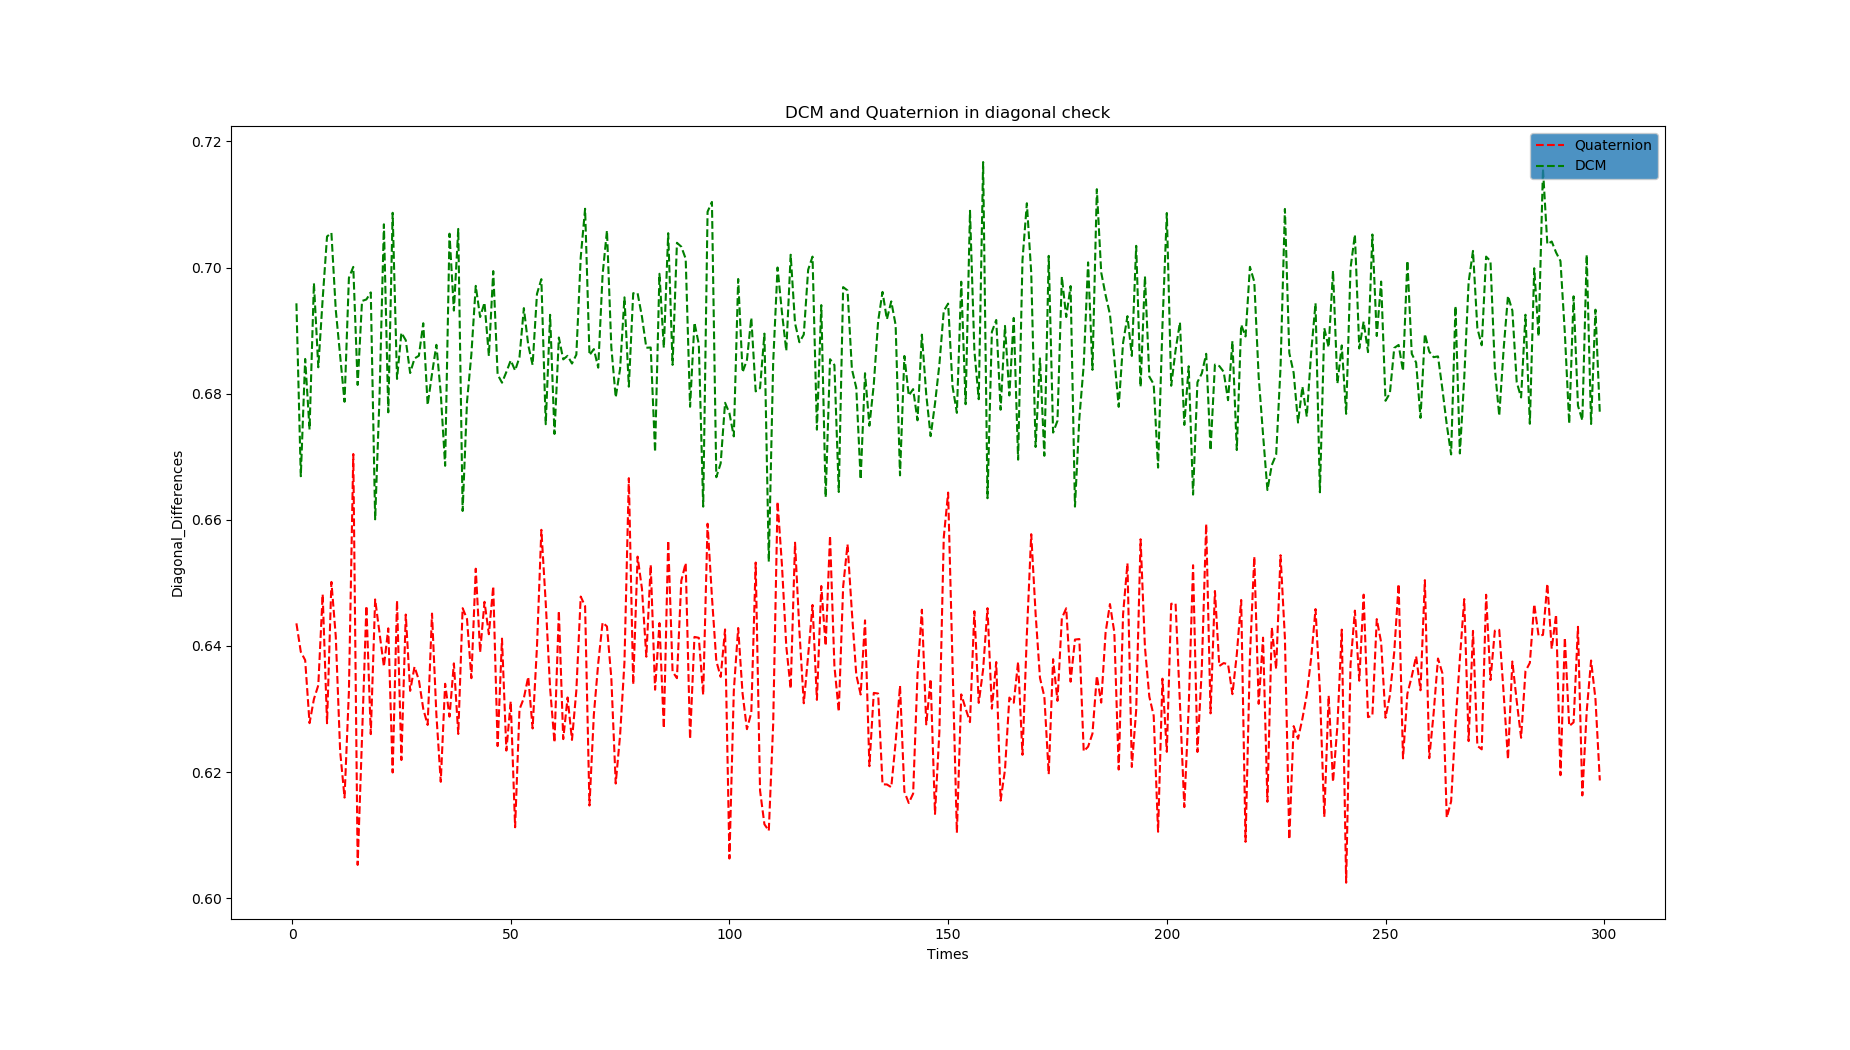 DCM and Quaternion in diagonal check
Quaternion
DCM
Diagonal_Differences
0.72
0.70
0.68
0.66
0.64
0.62
0.60
0
50
100
150
200
250
300
Times